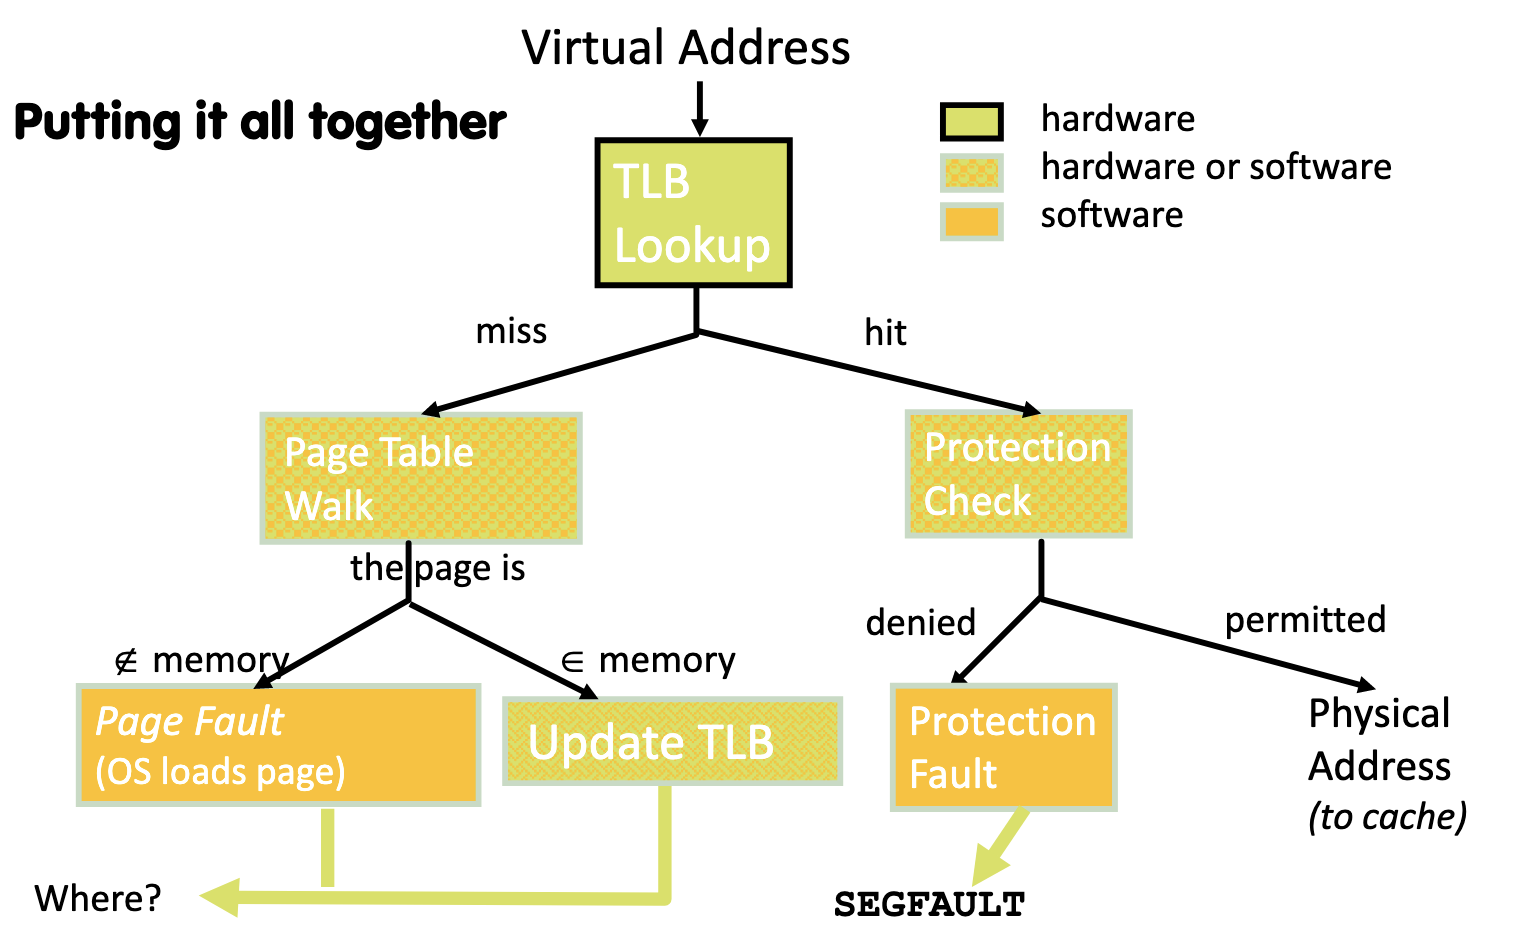 Virtual Address
Putting it all together
hardware
hardware or software
software
TLB
Lookup
miss
hit
Page Table
Walk
Protection
Check
the page is
denied
permitted
∉ memory
∈ memory
Page Fault
(OS loads page)
Update TLB
Protection
Fault
Physical
Address
(to cache)
Where?
SEGFAULT